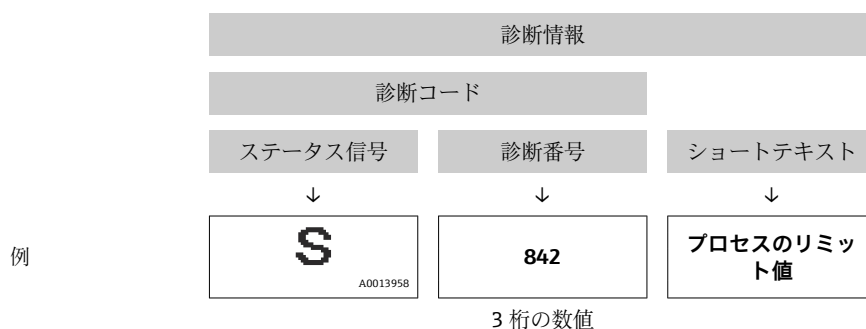 診断情報
診断コード
ステータス信号 診断番号 ショートテキスト
↓ ↓ ↓
例 S 842 プロセスのリミッ
ト値
A0013958
3 桁の数値